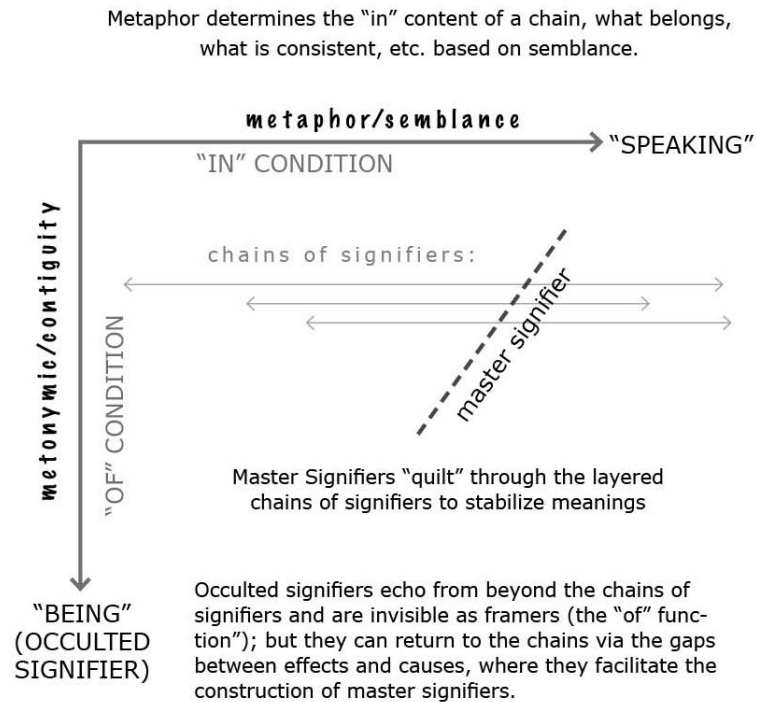 Metaphor determines the “in” content of a chain, what belongs,
what is consistent, etc. based on semblance.
metaphor/semblance
“SPEAKING”
“IN” CONDITION
metonymic/contiguity
“OF” CONDITION
chains of signifiers:
master signifier
Master Signifiers “quilt” through the layered
chains of signifiers to stabilize meanings
“BEING”
(OCCULTED
SIGNIFIER)
Occulted signifiers echo from beyond the chains of
signifiers and are invisible as framers (the “of” func-
tion”); but they can return to the chains via the gaps
between effects and causes, where they facilitate the
construction of master signifiers.